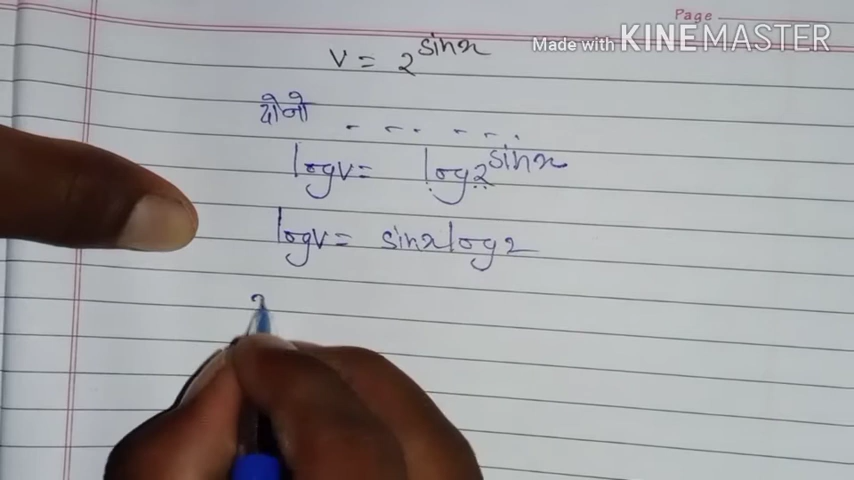 Page
Made with KINEMASTER
v = 2^sinx
दोनो - - - - - -
logv = log2^sinx
logv = sinxlog2